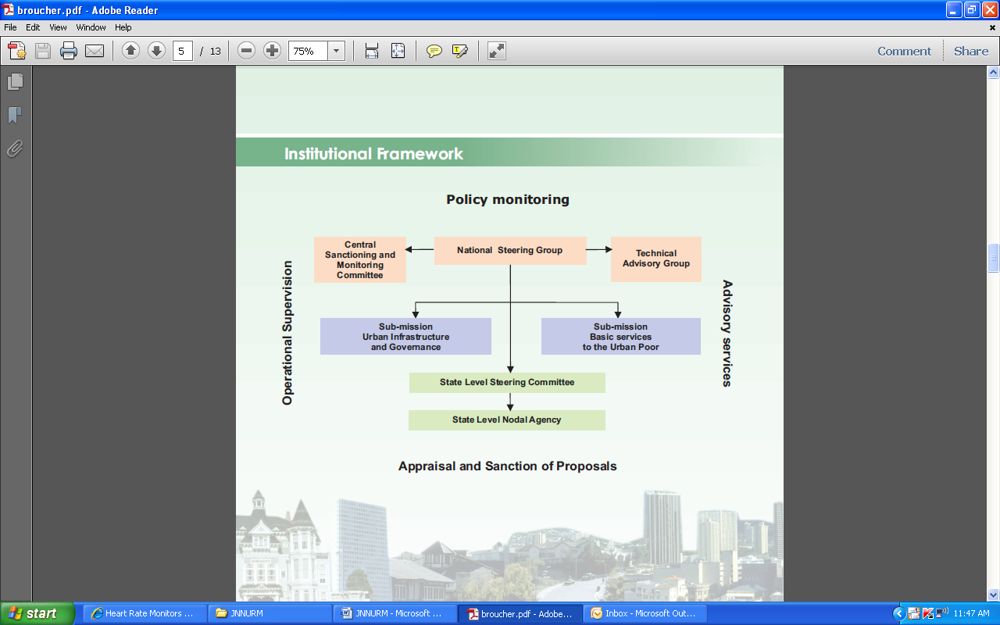 broucher.pdf - Adobe Reader
File Edit View Window Help
5 / 13 75% Comment Share
Institutional Framework
Policy monitoring
Central
Sanctioning and
Monitoring
Committee
National Steering Group
Technical
Advisory Group
Operational Supervision
Advisory services
Sub-mission
Urban Infrastructure
and Governance
Sub-mission
Basic services
to the Urban Poor
State Level Steering Committee
State Level Nodal Agency
Appraisal and Sanction of Proposals
start Heart Rate Monitors ... JNNURM JNNURM - Microsoft ... broucher.pdf - Adobe... Inbox - Microsoft Out... 11:47 AM